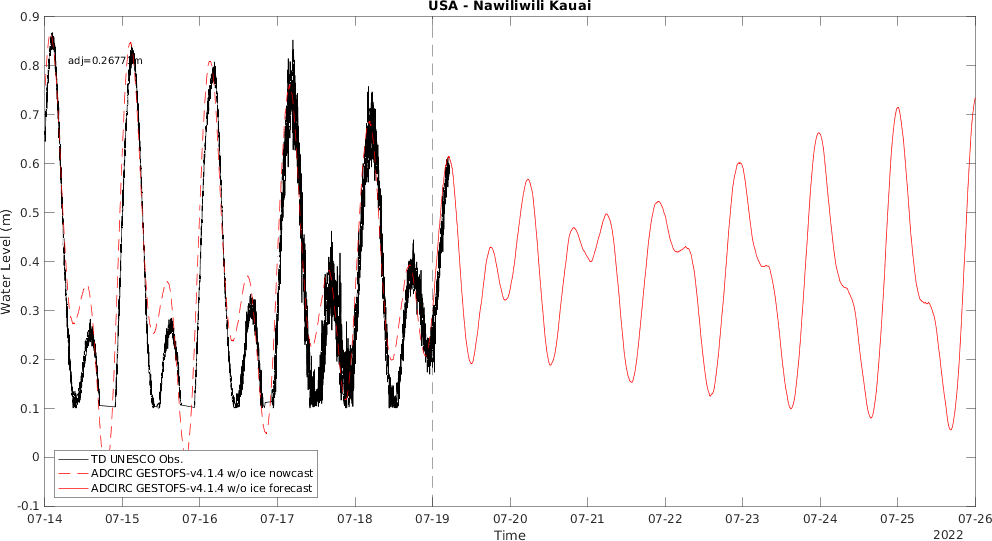 USA - Nawiliwili Kauai
adj=0.2677 m
Water Level (m)
0.9
0.8
0.7
0.6
0.5
0.4
0.3
0.2
0.1
0
-0.1
TD UNESCO Obs.
ADCIRC GESTOFS-v4.1.4 w/o ice nowcast
ADCIRC GESTOFS-v4.1.4 w/o ice forecast
07-14 07-15 07-16 07-17 07-18 07-19 07-20 07-21 07-22 07-23 07-24 07-25 07-26
Time
2022